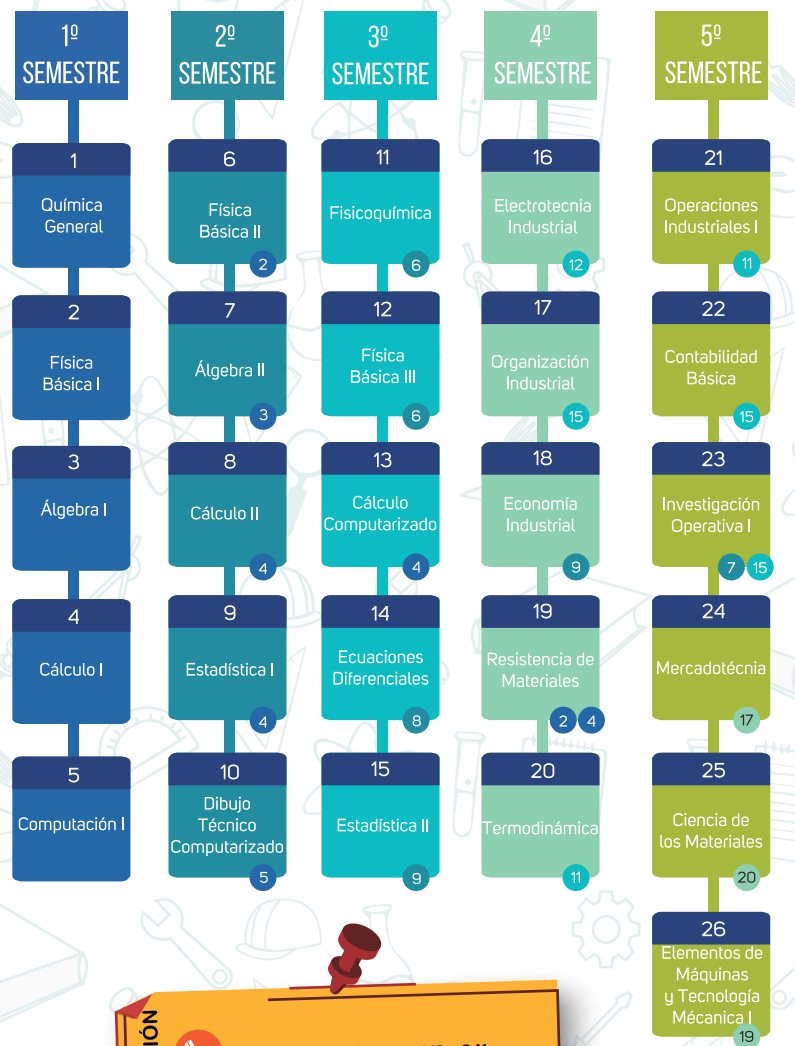 1º
SEMESTRE
1
Química
General
2
Física
Básica I
3
Álgebra I
4
Cálculo I
5
Computación I
2º
SEMESTRE
6
Física
Básica II
2
7
Álgebra II
3
8
Cálculo II
4
9
Estadística I
4
10
Dibujo
Técnico
Computarizado
5
3º
SEMESTRE
11
Fisicoquímica
6
12
Física
Básica III
6
13
Cálculo
Computarizado
4
14
Ecuaciones
Diferenciales
8
15
Estadística II
9
4º
SEMESTRE
16
Electrotecnia
Industrial
12
17
Organización
Industrial
15
18
Economía
Industrial
9
19
Resistencia de
Materiales
2 4
20
Termodinámica
11
5º
SEMESTRE
21
Operaciones
Industriales I
11
22
Contabilidad
Básica
15
23
Investigación
Operativa I
7 15
24
Mercadotécnia
17
25
Ciencia de
los Materiales
20
26
Elementos de
Máquinas
y Tecnología
Mécanica I
19